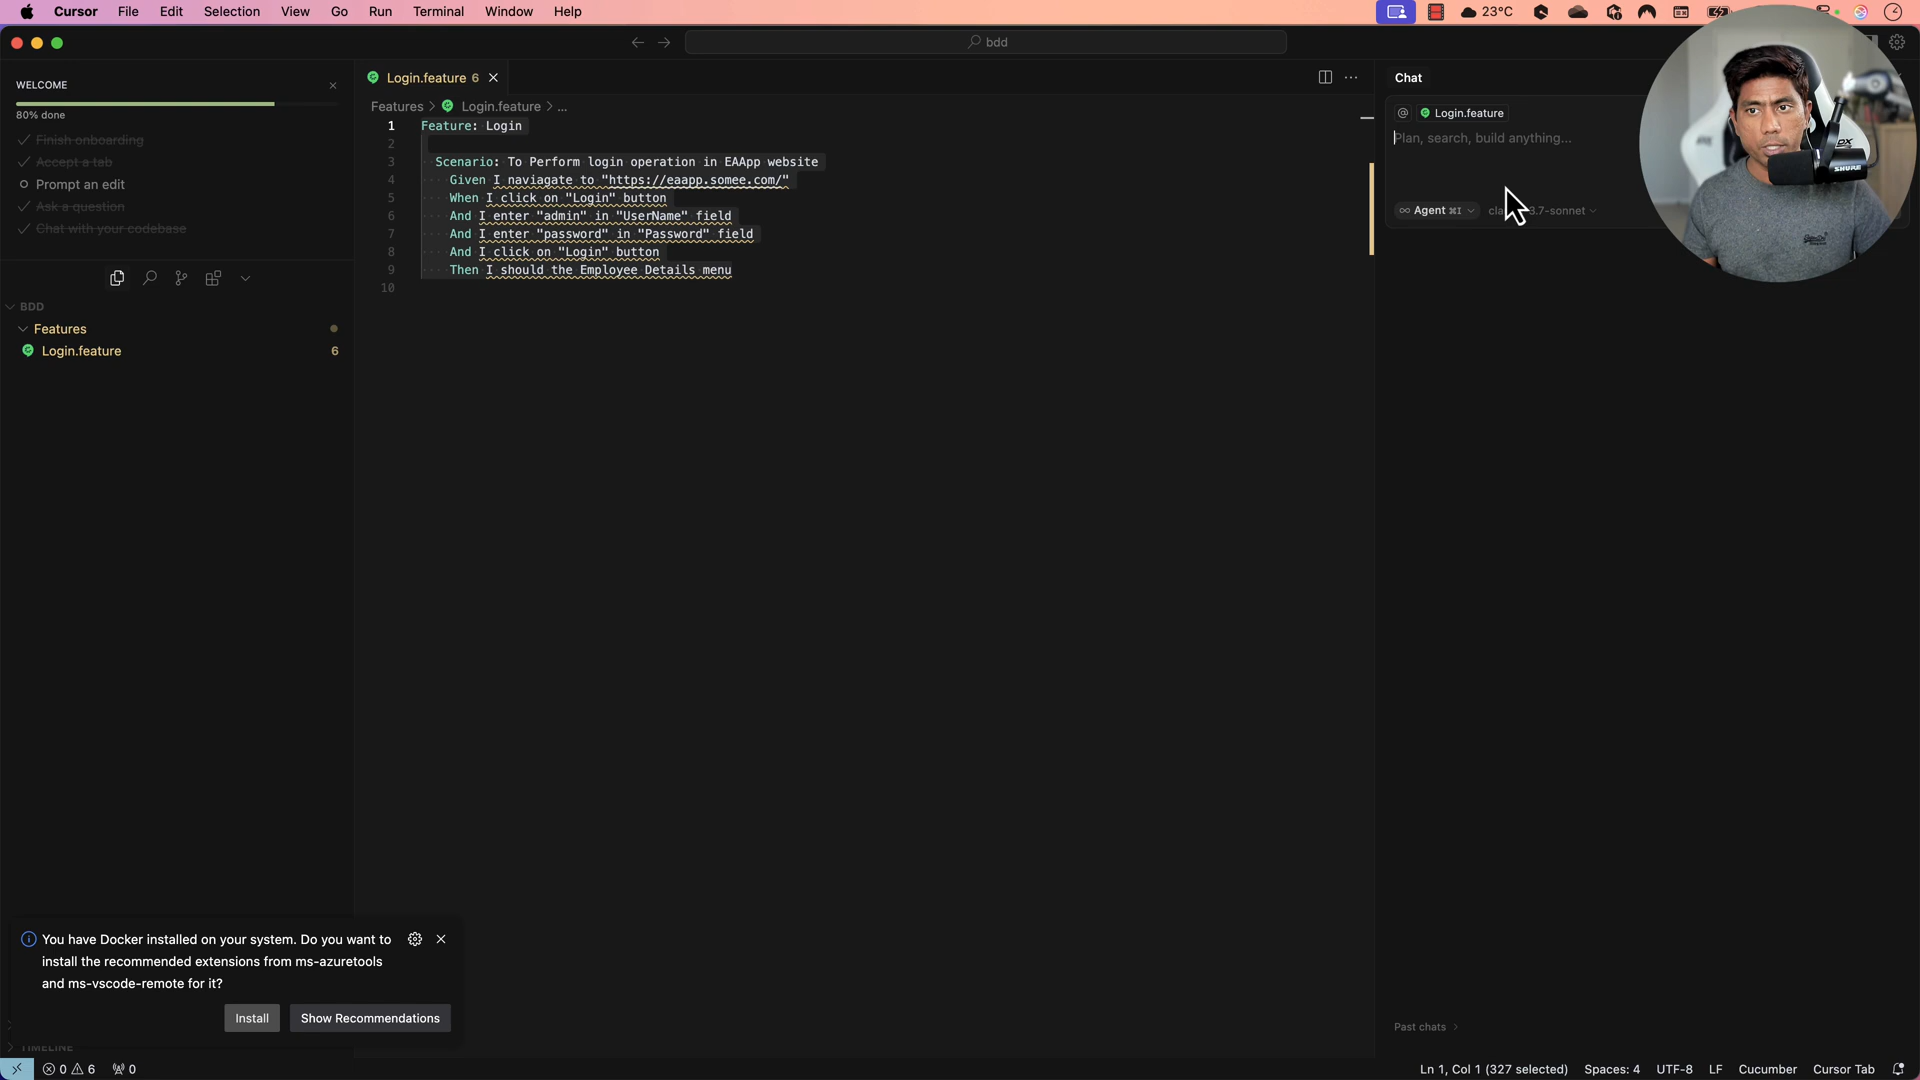 Cursor File Edit Selection View Go Run Terminal Window Help
23°C
bdd
WELCOME
80% done
Finish onboarding
Accept a tab
Prompt an edit
Ask a question
Chat with your codebase
BDD
Features
Login.feature 6
Login.feature 6
Features > Login.feature > ...
1 Feature: Login
2
3 Scenario: To Perform login operation in EAApp website
4 Given I naviagate to "https://eaapp.somee.com/"
5 When I click on "Login" button
6 And I enter "admin" in "UserName" field
7 And I enter "password" in "Password" field
8 And I click on "Login" button
9 Then I should the Employee Details menu
10
Chat
@ Login.feature
Plan, search, build anything...
Agent ⌘I
3.7-sonnet
SHURE
Past chats >
You have Docker installed on your system. Do you want to
install the recommended extensions from ms-azuretools
and ms-vscode-remote for it?
Install Show Recommendations
TIMELINE
0 6 0
Ln 1, Col 1 (327 selected) Spaces: 4 UTF-8 LF Cucumber Cursor Tab